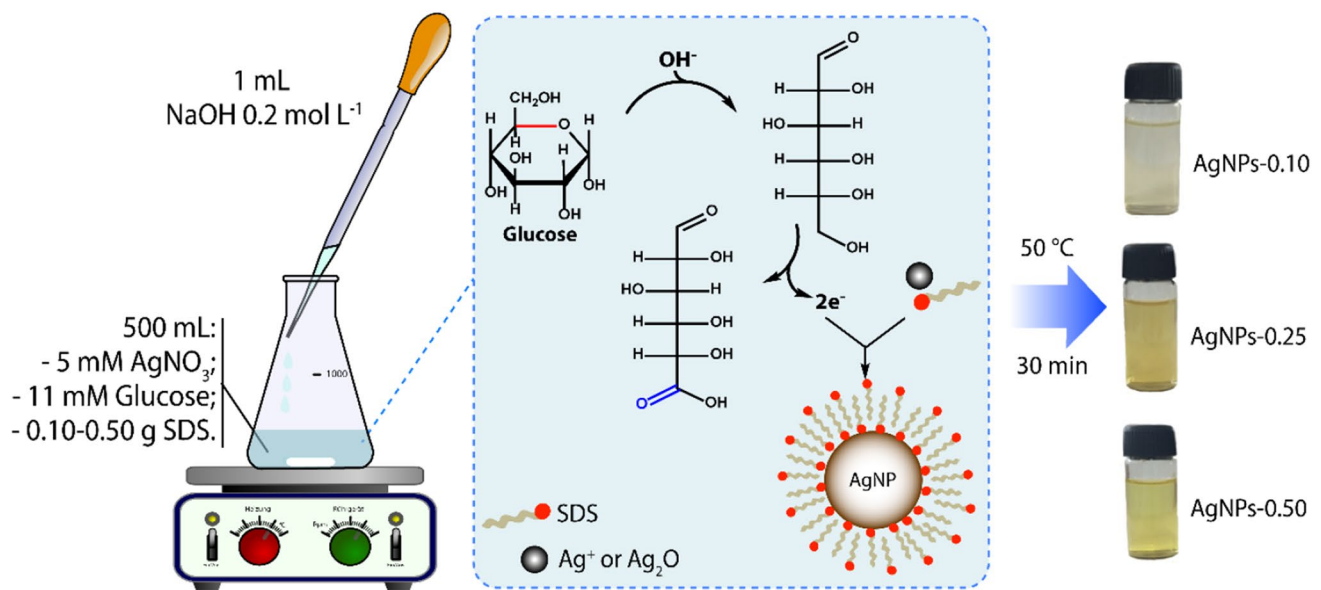 1 mL
NaOH 0.2 mol L⁻¹
500 mL:
- 5 mM AgNO₃;
- 11 mM Glucose;
- 0.10-0.50 g SDS.
1000
Heizung
OH⁻
CH₂OH
H
O
H
H
OH
H
OH
OH
H
OH
Glucose
O
H
OH
HO
H
H
OH
H
OH
OH
O
H
OH
HO
H
H
OH
H
OH
O
OH
2e⁻
AgNP
SDS
Ag⁺ or Ag₂O
50 °C
30 min
AgNPs-0.10
AgNPs-0.25
AgNPs-0.50